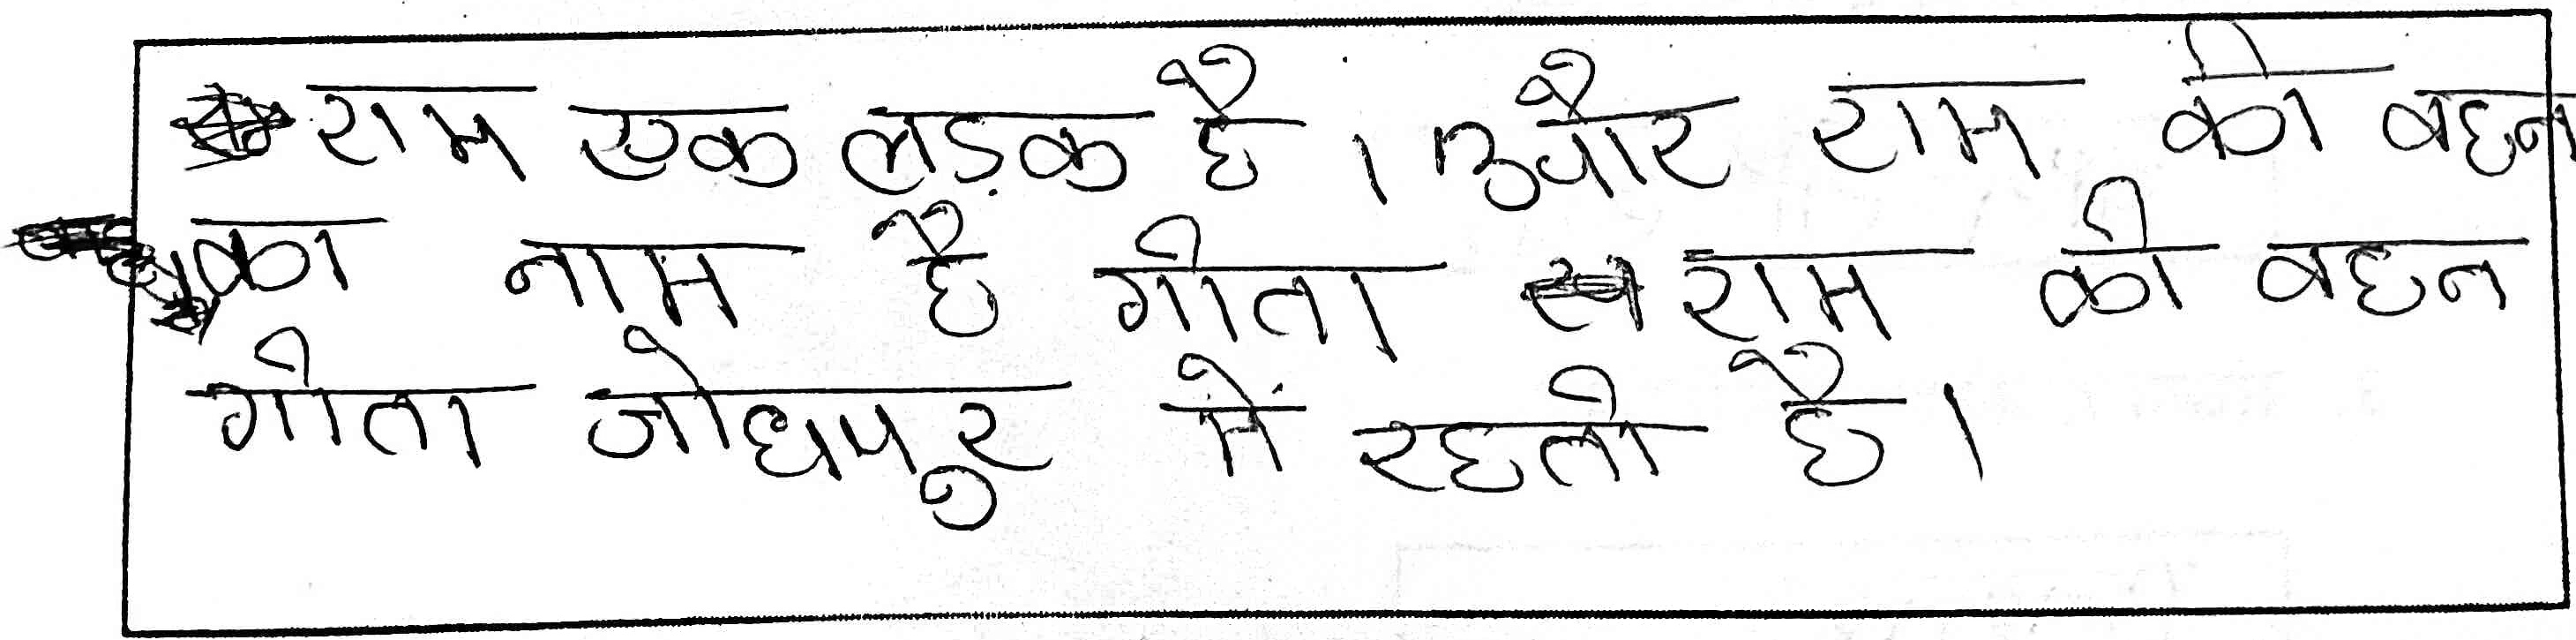 राम एक लड़क है। और राम की बहन
का नाम है गीता राम की बहन
गीता जोधपुर में रहती है।